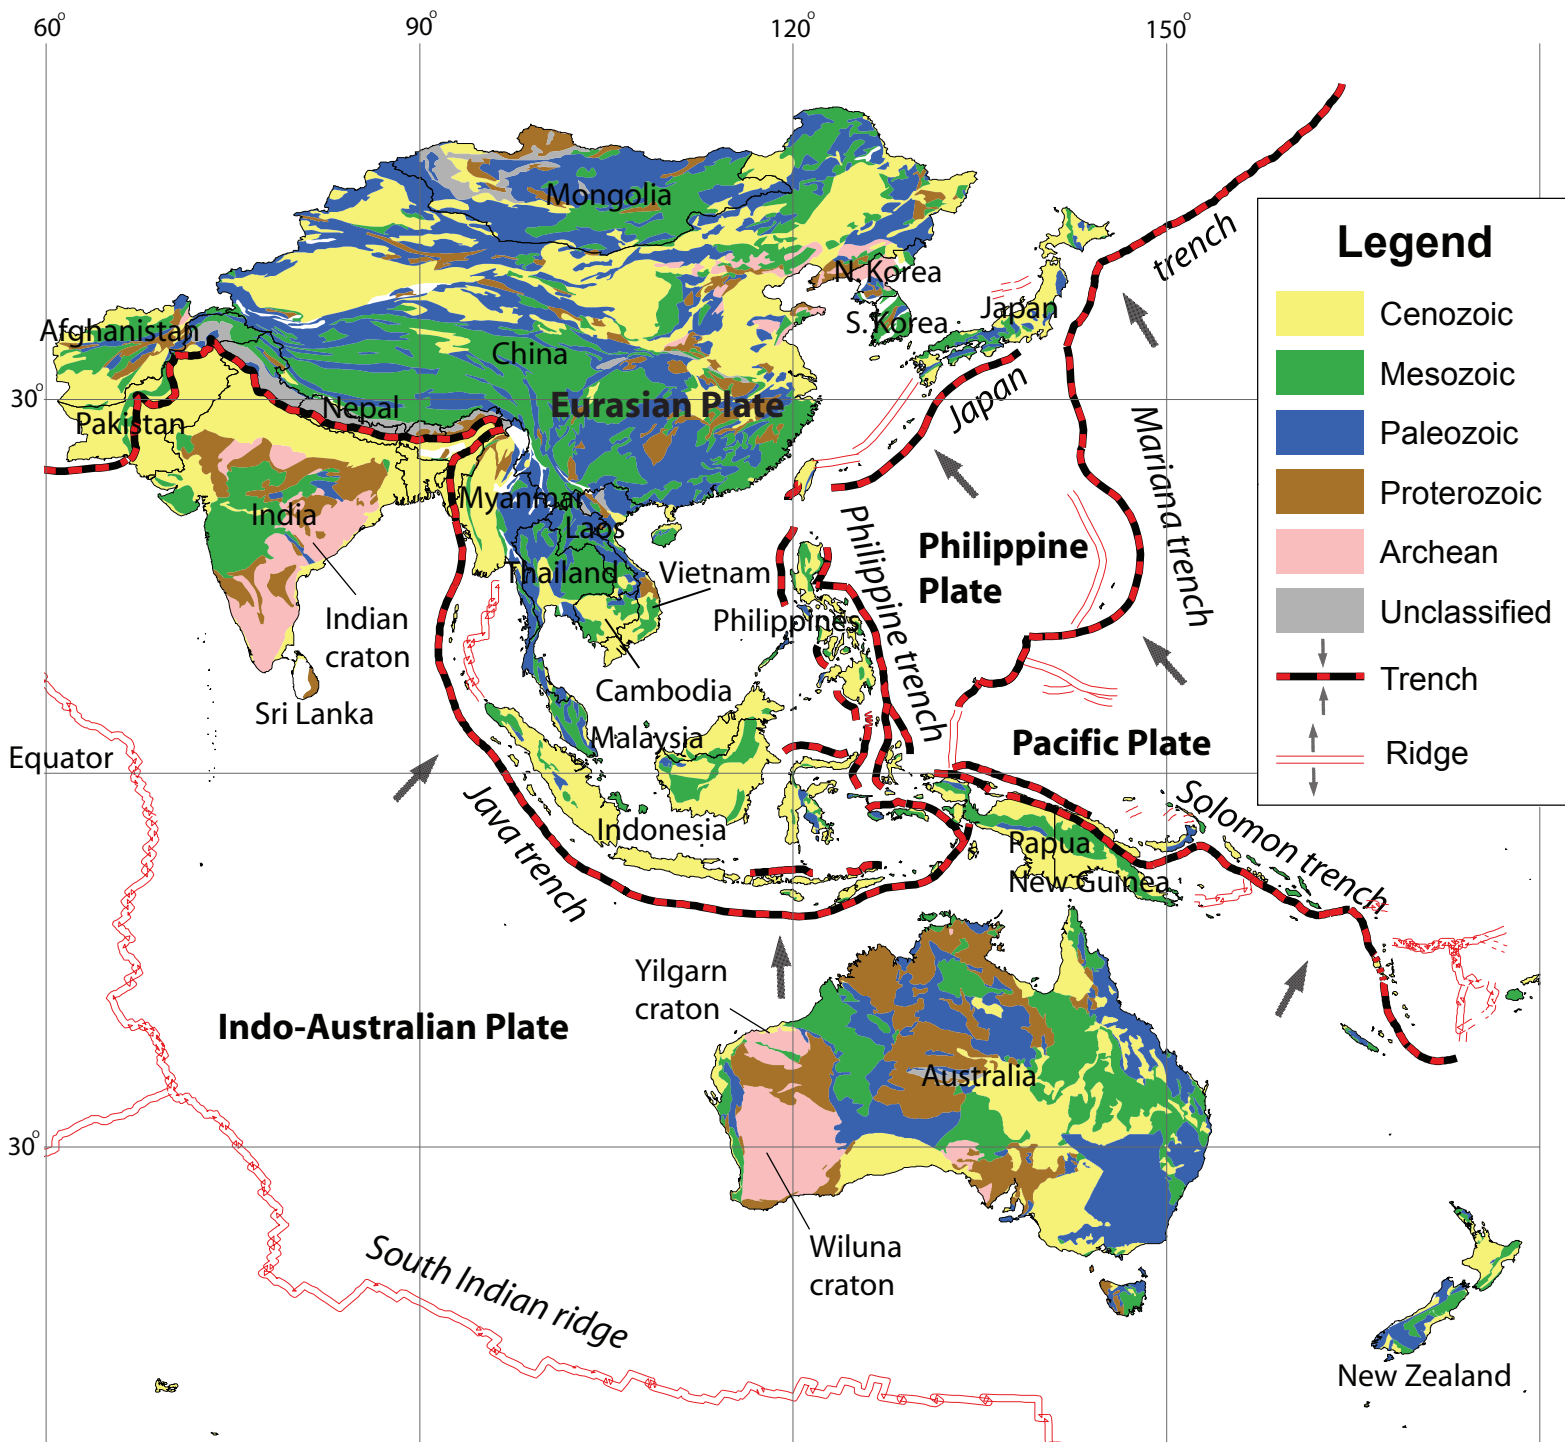 60°
90°
120°
150°
Mongolia
N. Korea
S. Korea
Japan
trench
Afghanistan
China
30°
Pakistan
Nepal
Eurasian Plate
Japan
Mariana trench
India
Myanmar
Laos
Thailand
Vietnam
Philippine trench
Philippine
Plate
Philippines
Indian
craton
Cambodia
Sri Lanka
Malaysia
Pacific Plate
Equator
Java trench
Indonesia
Solomon trench
Papua
New Guinea
Yilgarn
craton
Indo-Australian Plate
Australia
30°
Wiluna
craton
South Indian ridge
New Zealand
Legend
Cenozoic
Mesozoic
Paleozoic
Proterozoic
Archean
Unclassified
Trench
Ridge